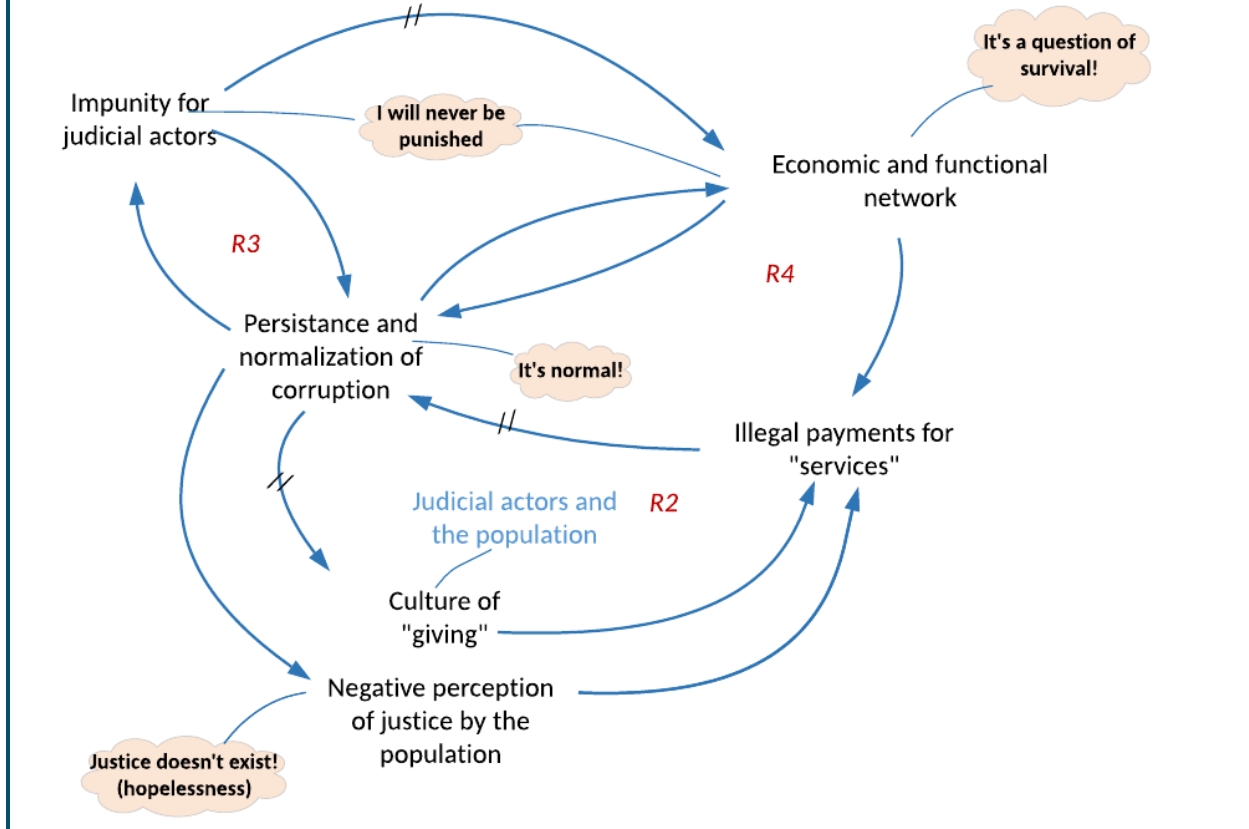 //
It's a question of
survival!
Impunity for
judicial actors
I will never be
punished
Economic and functional
network
R3
R4
Persistance and
normalization of
corruption
It's normal!
//
Illegal payments for
"services"
//
Judicial actors and
the population
R2
Culture of
"giving"
Negative perception
of justice by the
population
Justice doesn't exist!
(hopelessness)